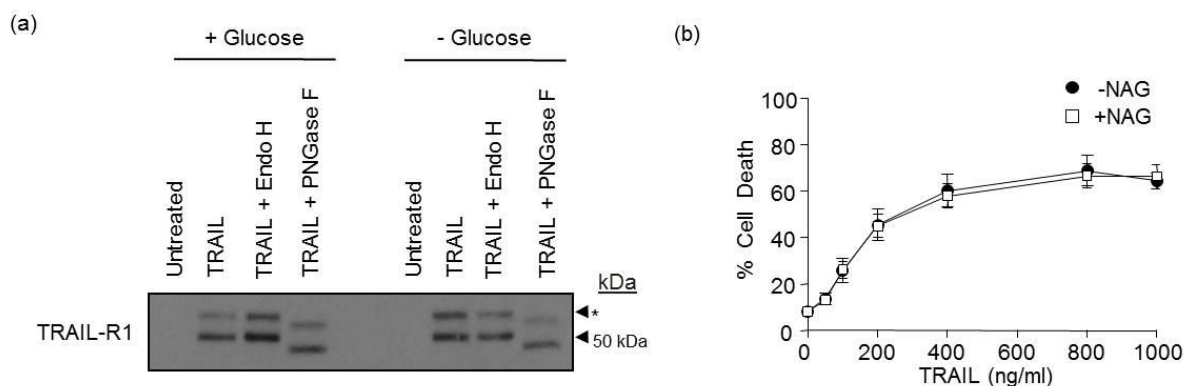 (a)
+ Glucose
- Glucose
Untreated
TRAIL
TRAIL + Endo H
TRAIL + PNGase F
Untreated
TRAIL
TRAIL + Endo H
TRAIL + PNGase F
kDa
*
TRAIL-R1
50 kDa
(b)
-NAG
+NAG
100
80
60
40
20
0
% Cell Death
0 200 400 600 800 1000
TRAIL (ng/ml)